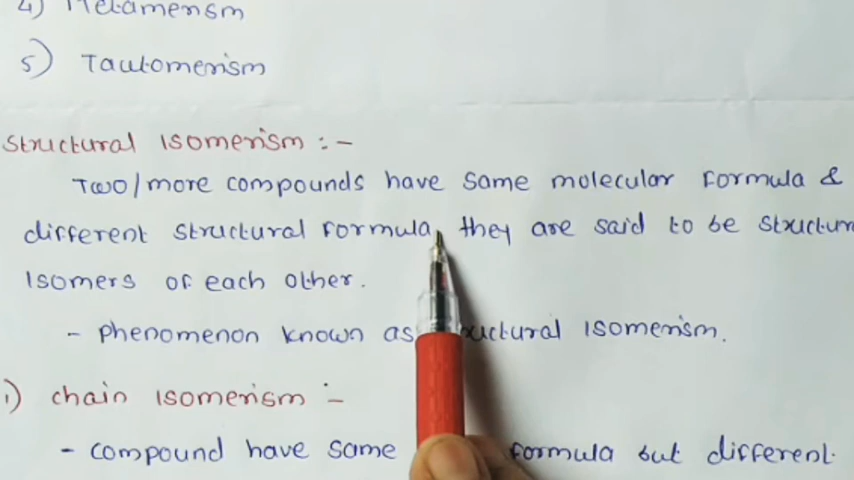 4) Metamerism
5) Tautomerism
Structural Isomerism :-
Two/more compounds have same molecular formula &
different structural formula, they are said to be
Isomers of each other.
- phenomenon known as Isomerism.
1) chain Isomerism :-
- compound have same formula but different